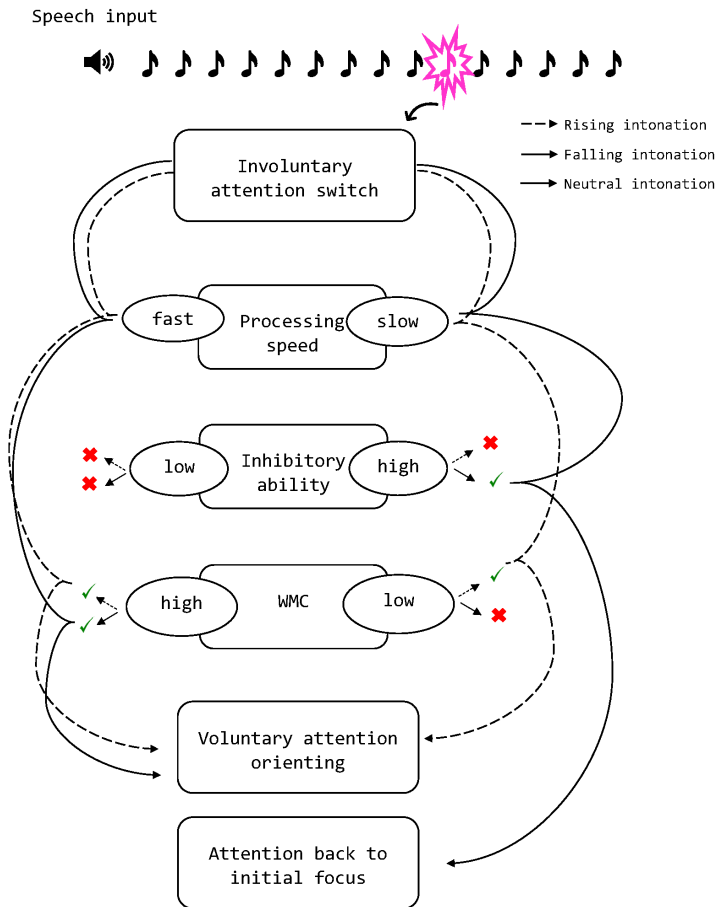 Speech input
Rising intonation
Falling intonation
Neutral intonation
Involuntary
attention switch
fast
Processing
speed
slow
low
Inhibitory
ability
high
high
WMC
low
Voluntary attention
orienting
Attention back to
initial focus